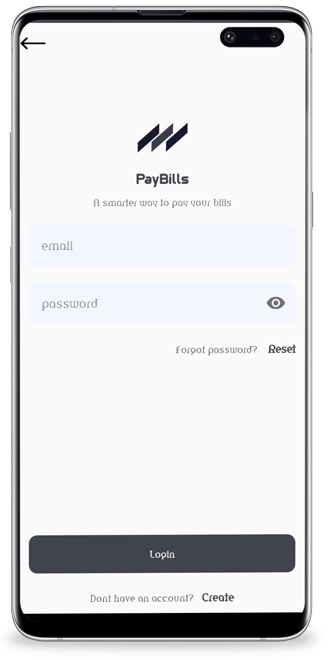 PayBills
A smarter way to pay your bills
email
password
Forgot password? Reset
Login
Dont have an account? Create